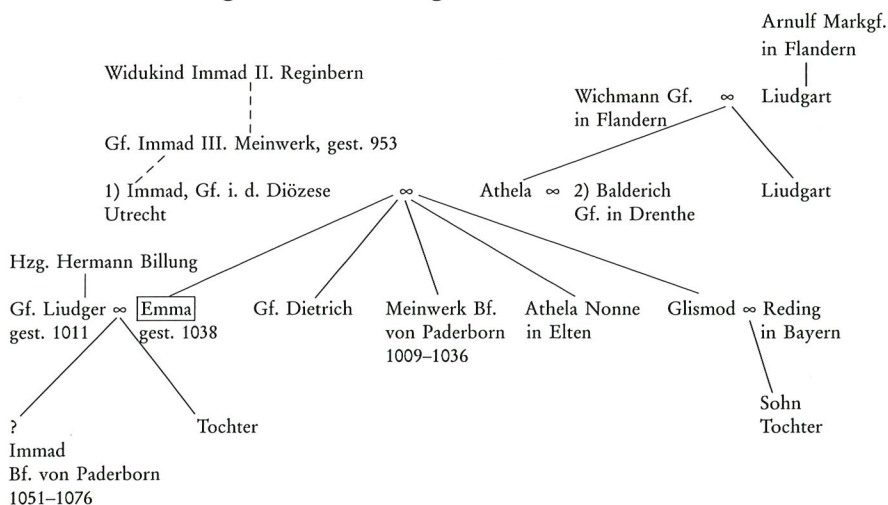 Arnulf Markgf.
in Flandern
Widukind Immad II. Reginbern
Wichmann Gf. ∞ Liudgart
in Flandern
Gf. Immad III. Meinwerk, gest. 953
1) Immad, Gf. i. d. Diözese ∞ Athela ∞ 2) Balderich Liudgart
Utrecht Gf. in Drenthe
Hzg. Hermann Billung
Gf. Liudger ∞ Emma Gf. Dietrich Meinwerk Bf. Athela Nonne Glismod ∞ Reding
gest. 1011 gest. 1038 von Paderborn in Elten in Bayern
1009–1036
Sohn
? Tochter Tochter
Immad
Bf. von Paderborn
1051–1076